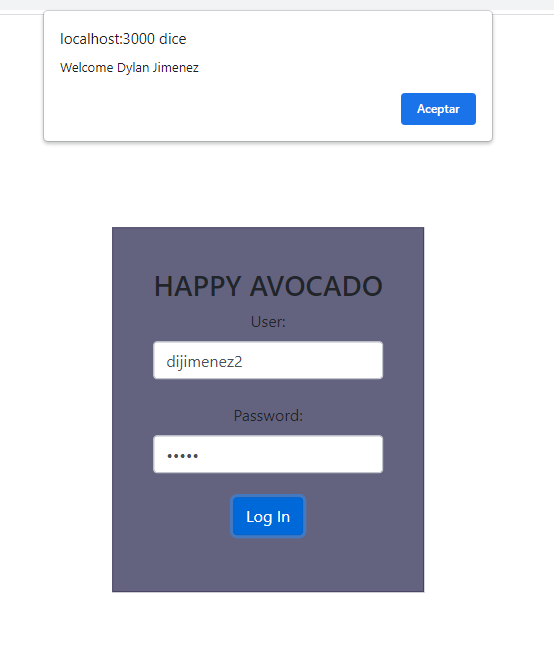 localhost:3000 dice
Welcome Dylan Jimenez
Aceptar
HAPPY AVOCADO
User:
dijimenez2
Password:
•••••
Log In